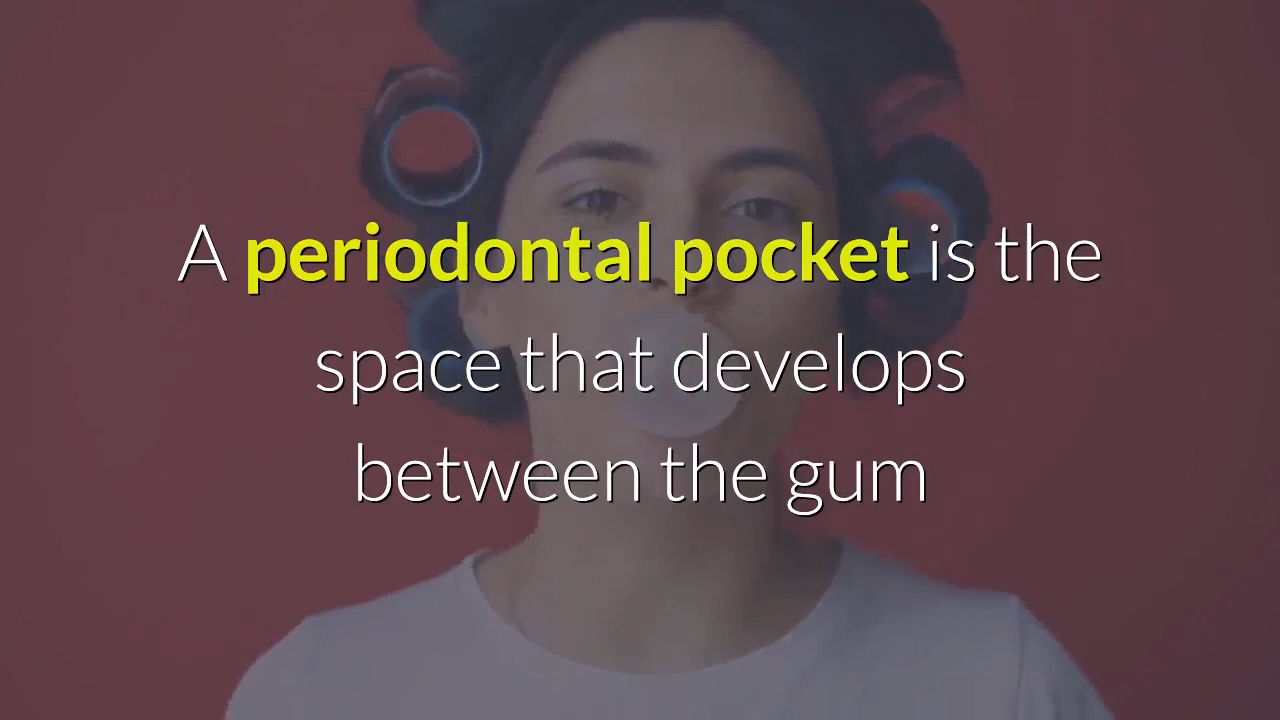 A periodontal pocket is the
space that develops
between the gum